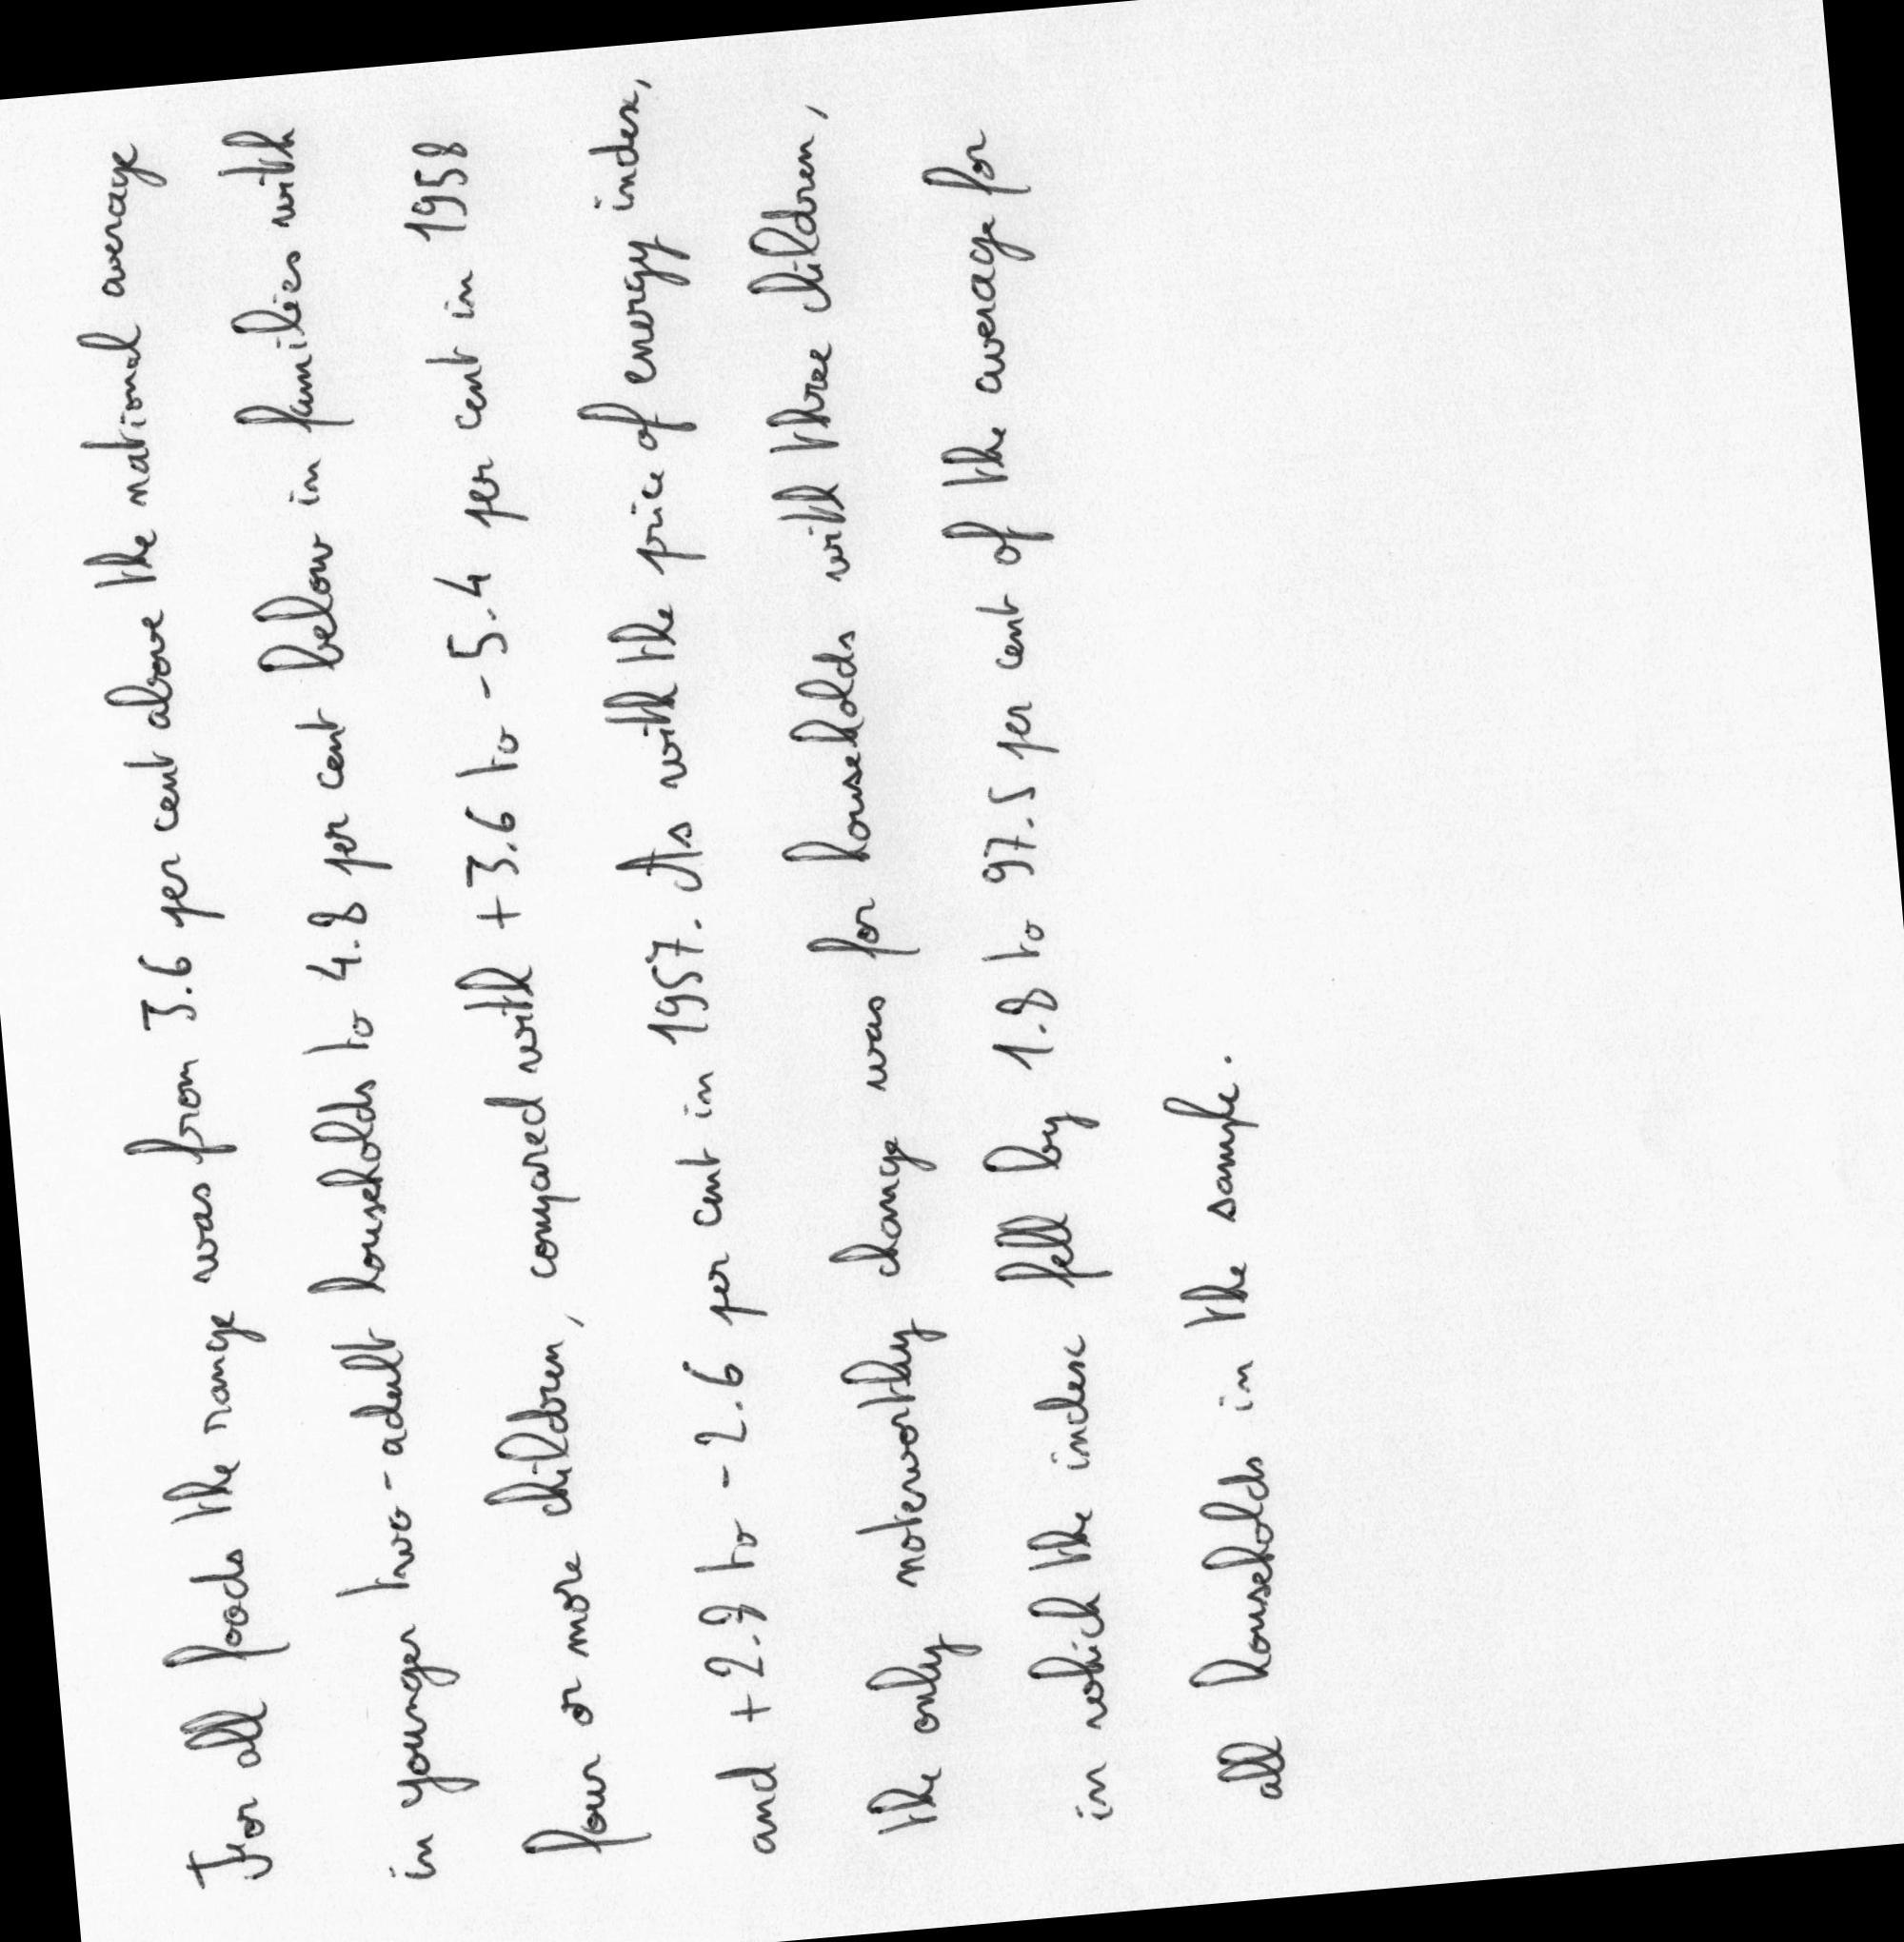 For all foods the range was from 3.6 per cent above the national average
in younger two-adult households to 4.8 per cent below in families with
four or more children, compared with +3.6 to -5.4 per cent in 1958
and +2.9 to -2.6 per cent in 1957. As with the price of energy index,
the only noteworthy change was for households with three children,
in which the index fell by 1.8 to 97.5 per cent of the average for
all households in the sample.